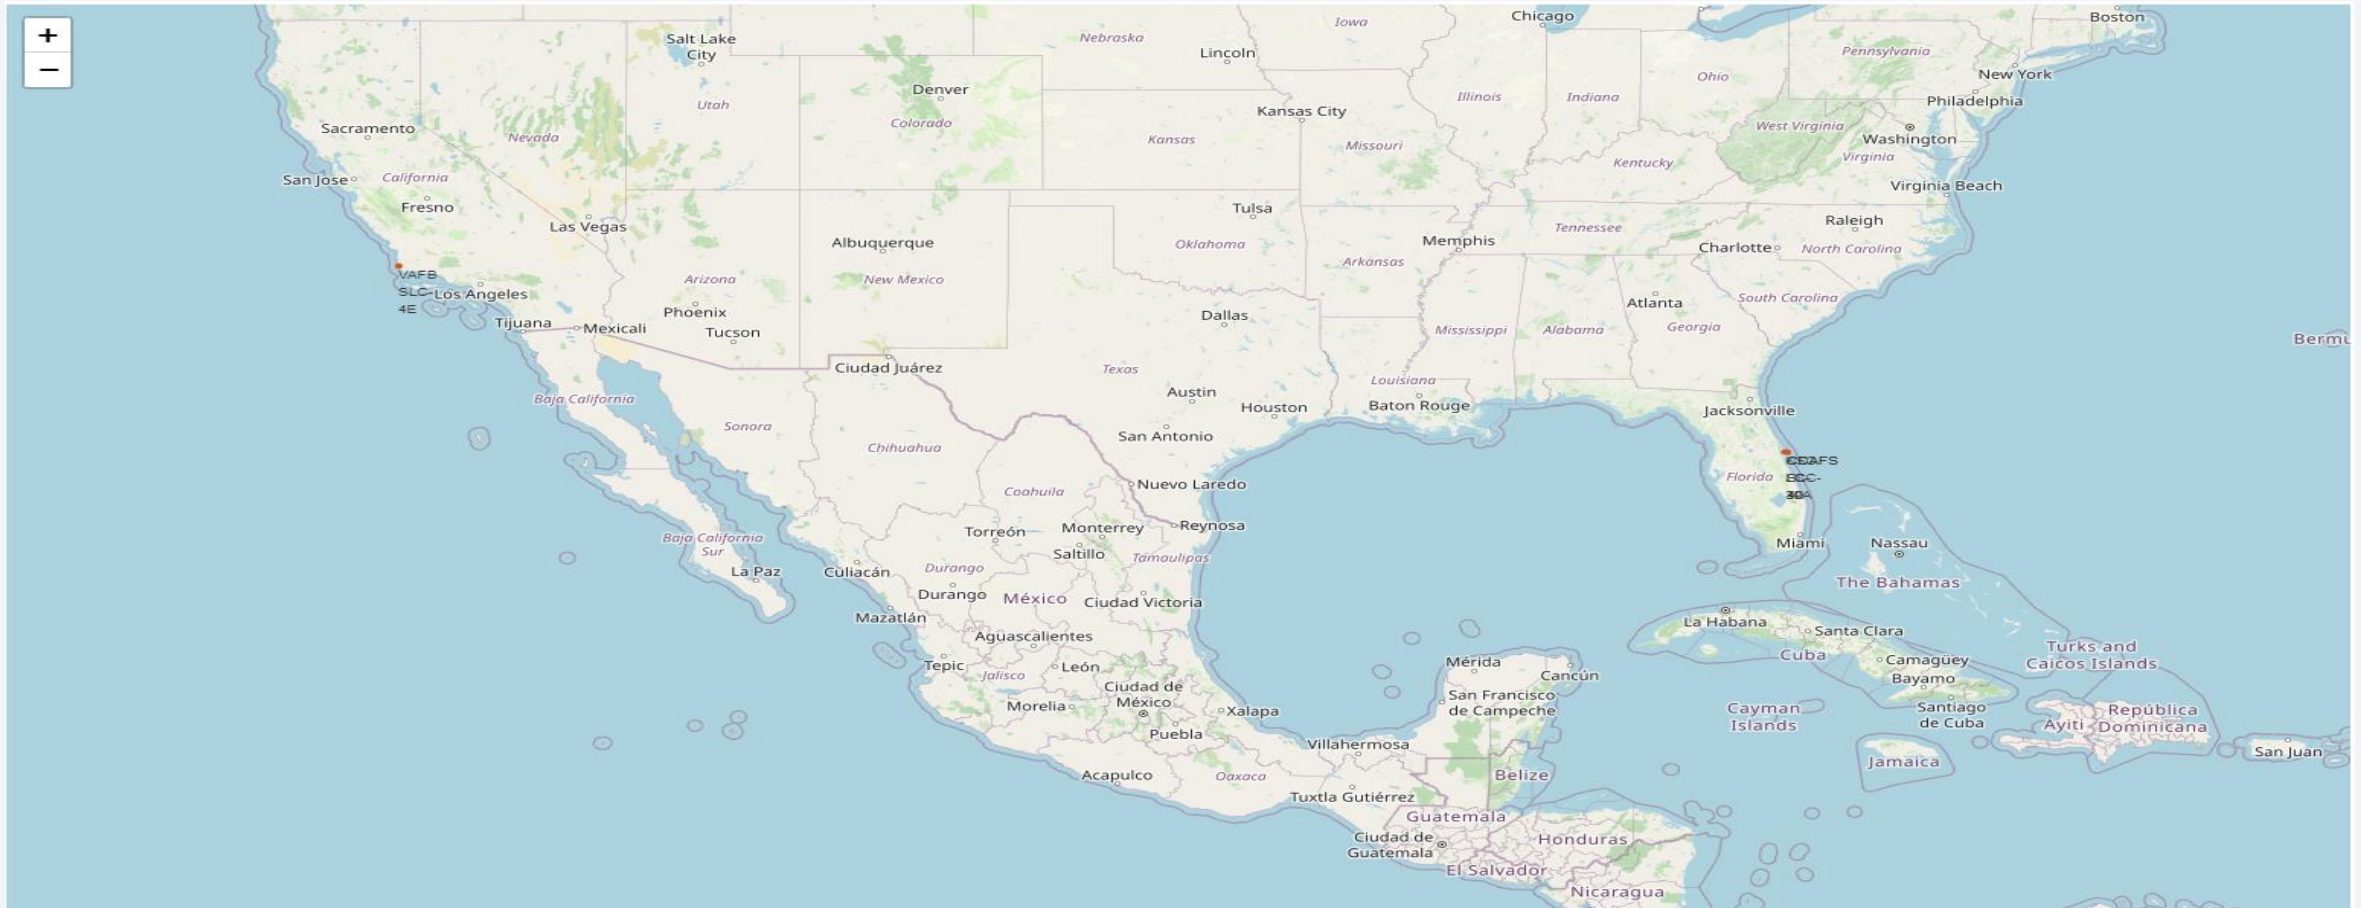 +
−
Salt Lake
City
Nebraska
Iowa
Chicago
Boston
Lincoln
Pennsylvania
New York
Denver
Utah
Ohio
Illinois
Indiana
Philadelphia
Kansas City
Sacramento
Nevada
Colorado
Kansas
Missouri
West Virginia
Washington
Virginia
Kentucky
San Jose
California
Virginia Beach
Fresno
Las Vegas
Tulsa
Raleigh
Tennessee
Albuquerque
Oklahoma
Memphis
Charlotte
North Carolina
Arkansas
VAFB
SLC-
4E
Los Angeles
Arizona
New Mexico
South Carolina
Atlanta
Phoenix
Tijuana
Mexicali
Tucson
Dallas
Mississippi
Alabama
Georgia
Bermu
Ciudad Juárez
Texas
Louisiana
Austin
Houston
Baton Rouge
Jacksonville
Baja California
Sonora
San Antonio
Chihuahua
Florida
Nuevo Laredo
Coahuila
Torreón
Monterrey
Reynosa
Saltillo
Tamaulipas
Baja California
Sur
Miami
Nassau
La Paz
Culiacán
Durango
The Bahamas
Durango
México
Ciudad Victoria
Mazatlán
La Habana
Santa Clara
Aguascalientes
Tepic
León
Jalisco
Mérida
Cancún
Cuba
Camagüey
Bayamo
Turks and
Caicos Islands
Ciudad de
México
Morelia
Xalapa
San Francisco
de Campeche
Cayman
Islands
Santiago
de Cuba
Ayiti
República
Dominicana
Puebla
Villahermosa
San Juan
Jamaica
Acapulco
Oaxaca
Belize
Tuxtla Gutiérrez
Guatemala
Ciudad de
Guatemala
Honduras
El Salvador
Nicaragua